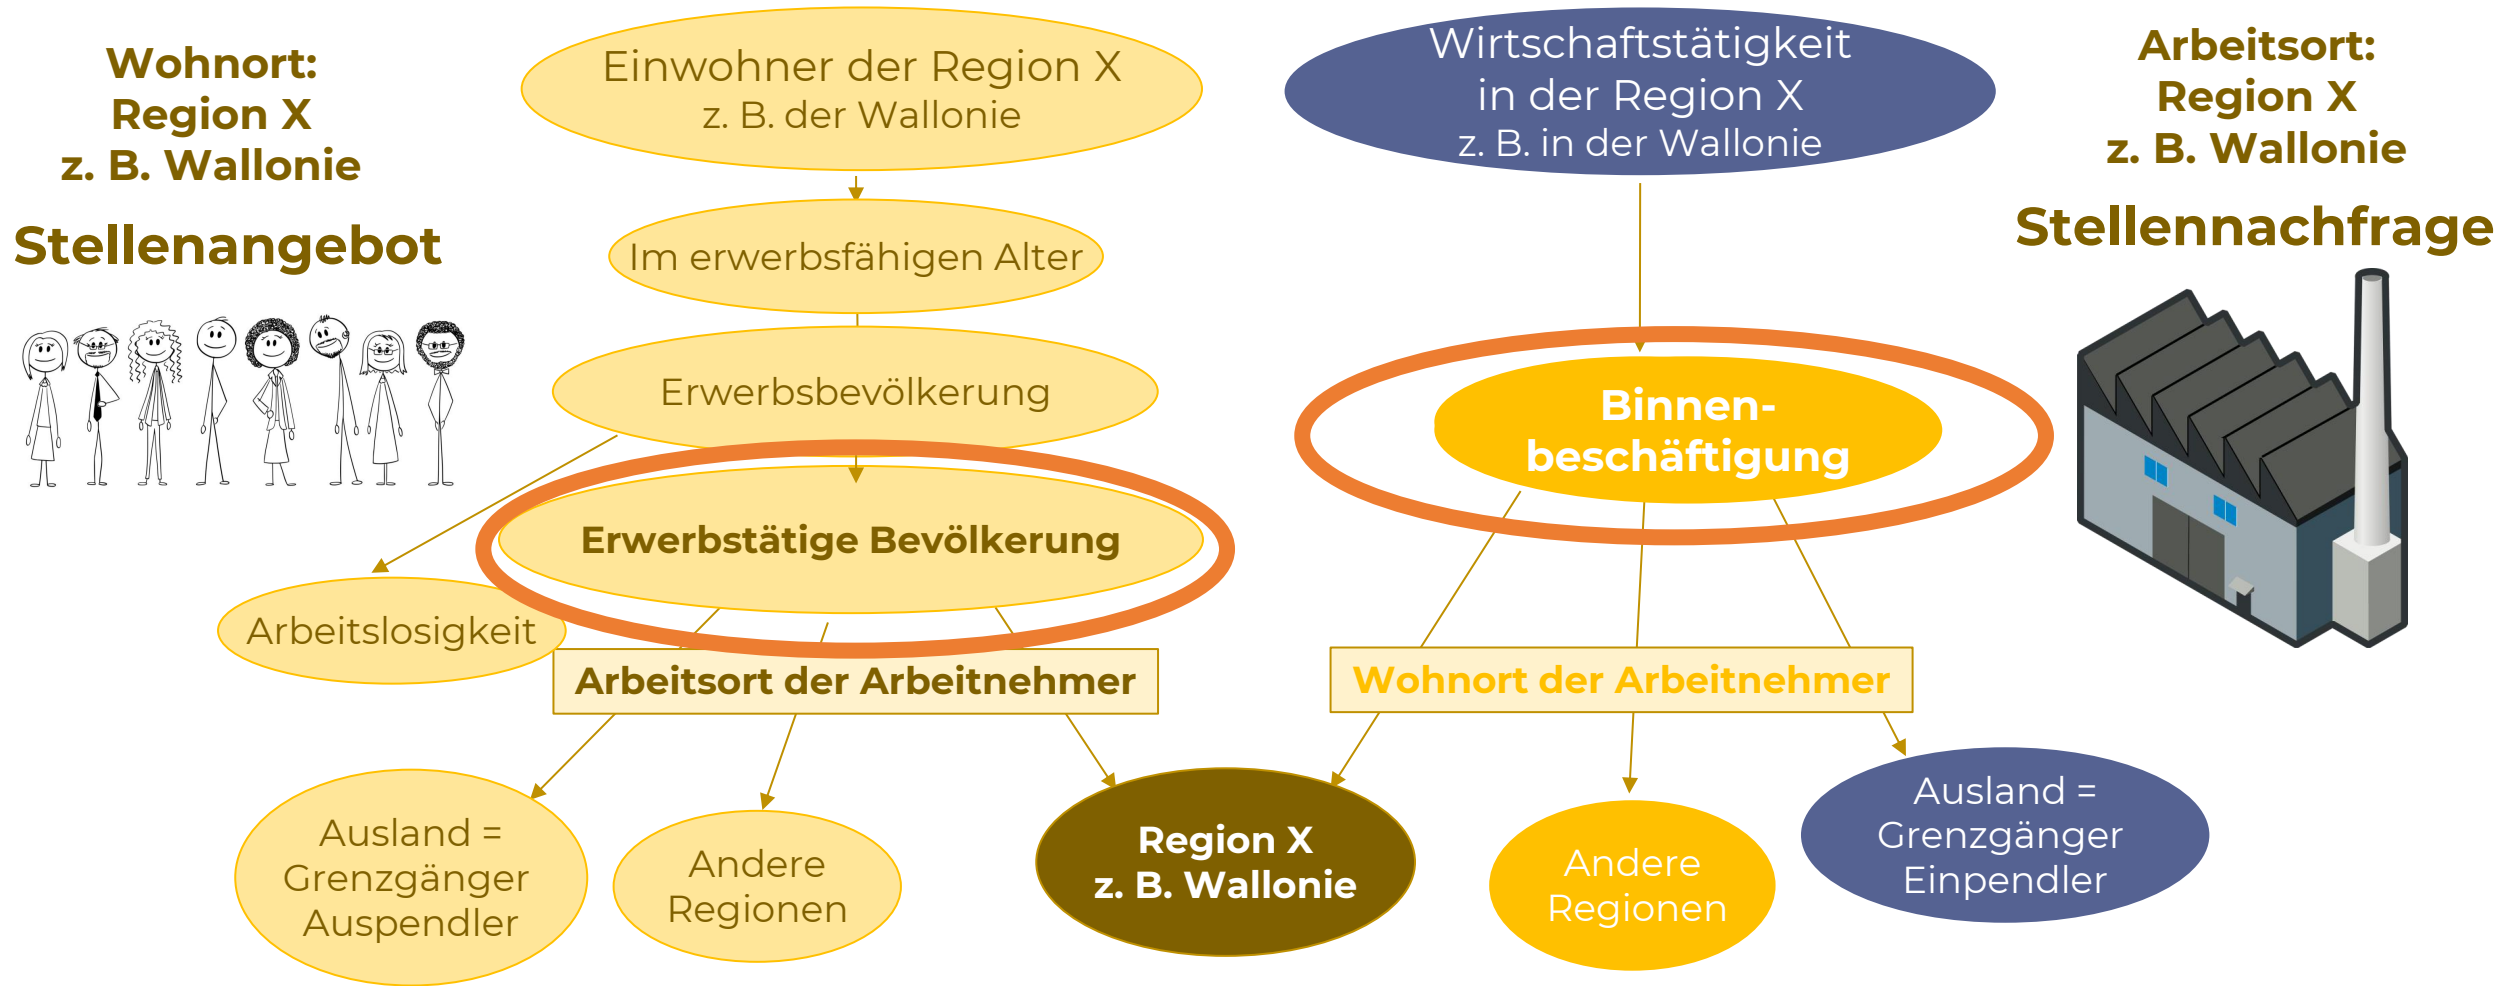 Wohnort:
Region X
z. B. Wallonie
Stellenangebot
Einwohner der Region X
z. B. der Wallonie
Im erwerbsfähigen Alter
Erwerbsbevölkerung
Erwerbstätige Bevölkerung
Arbeitslosigkeit
Arbeitsort der Arbeitnehmer
Ausland =
Grenzgänger
Auspendler
Andere
Regionen
Region X
z. B. Wallonie
Wirtschaftstätigkeit
in der Region X
z. B. in der Wallonie
Binnen-
beschäftigung
Wohnort der Arbeitnehmer
Andere
Regionen
Ausland =
Grenzgänger
Einpendler
Arbeitsort:
Region X
z. B. Wallonie
Stellennachfrage